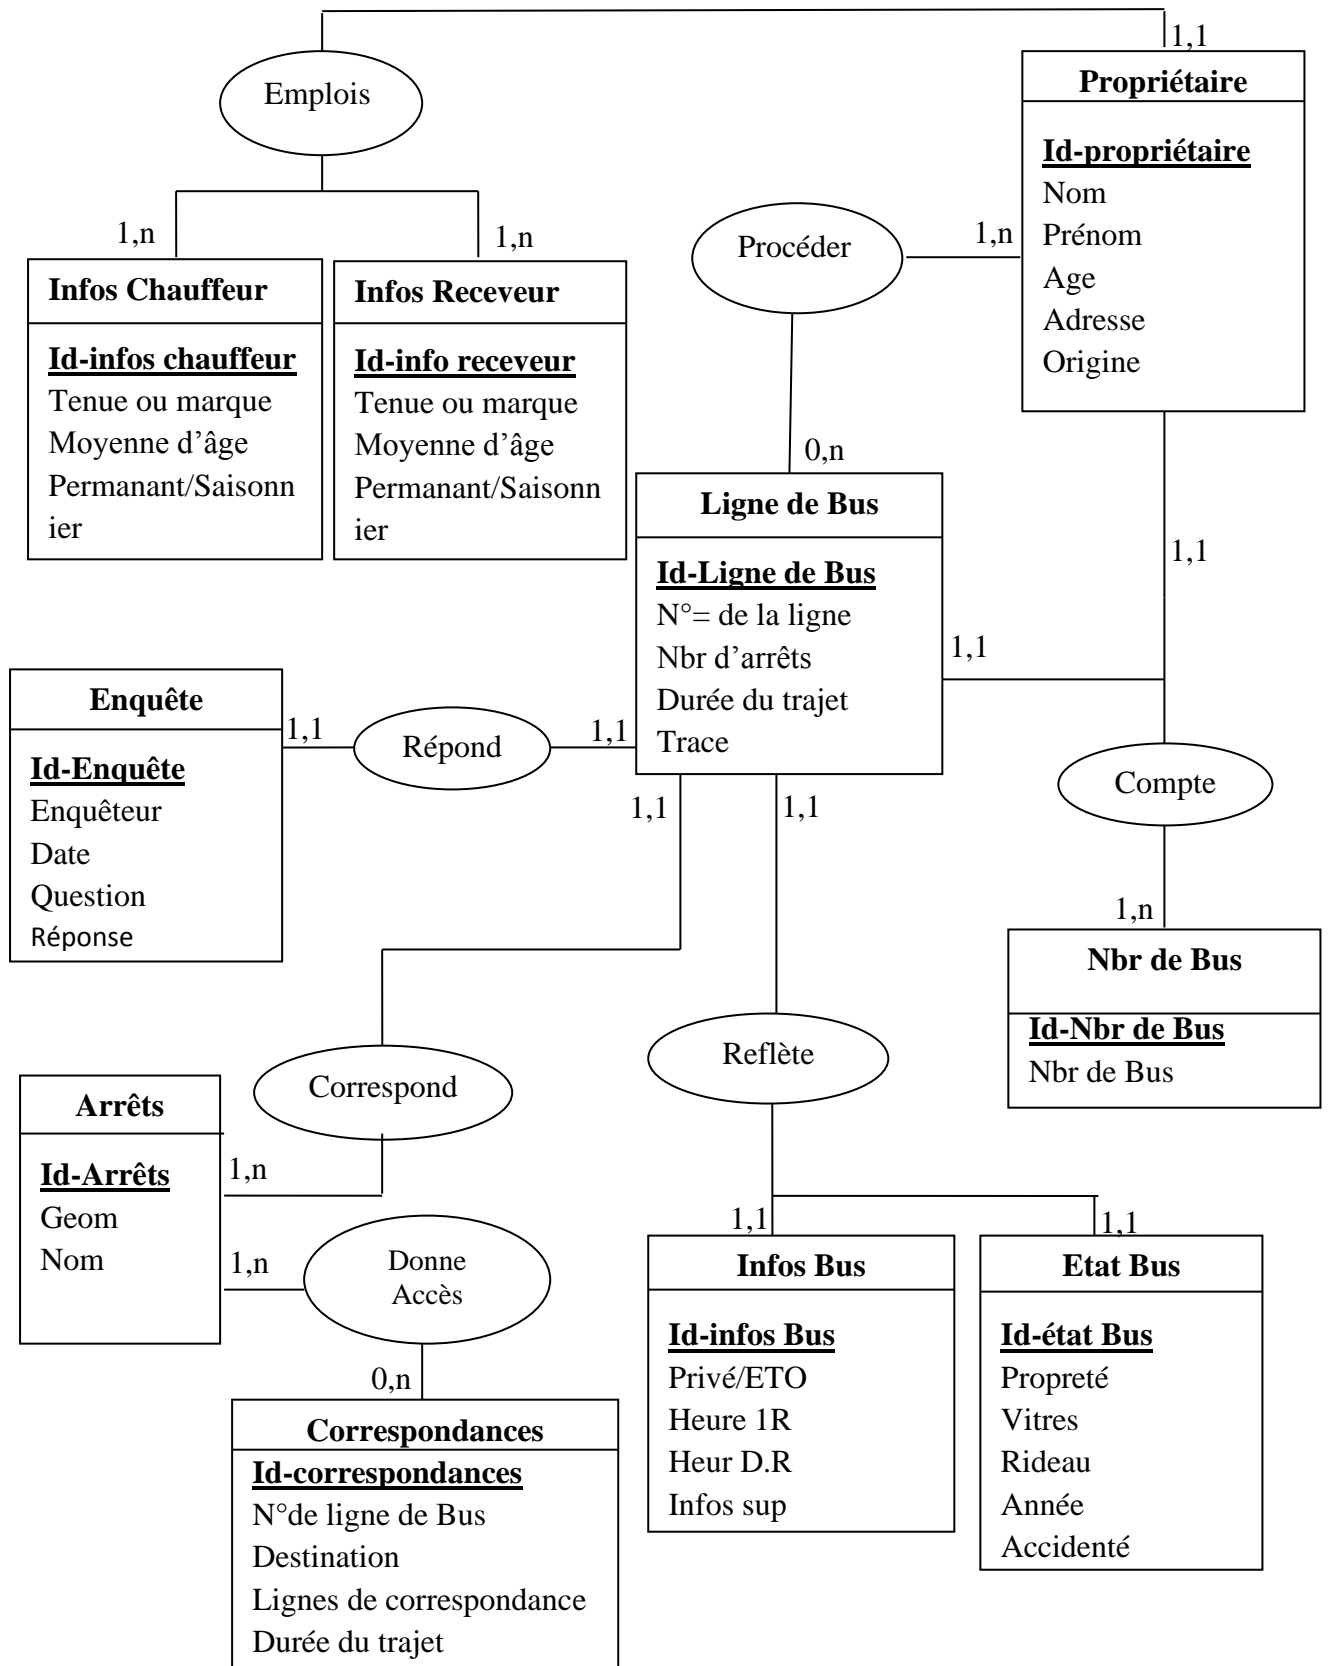 1,1
Emplois
Propriétaire
Id-propriétaire
Nom
Prénom
Age
Adresse
Origine
1,n
1,n
Procéder
1,n
Infos Chauffeur
Id-infos chauffeur
Tenue ou marque
Moyenne d'âge
Permanant/Saisonn
ier
Infos Receveur
Id-info receveur
Tenue ou marque
Moyenne d'âge
Permanant/Saisonn
ier
0,n
Ligne de Bus
Id-Ligne de Bus
N°= de la ligne
Nbr d'arrêts
Durée du trajet
Trace
1,1
1,1
Enquête
Id-Enquête
Enquêteur
Date
Question
Réponse
1,1
Répond
1,1
Compte
1,1
1,1
1,n
Nbr de Bus
Id-Nbr de Bus
Nbr de Bus
Correspond
Reflète
Arrêts
Id-Arrêts
Geom
Nom
1,n
1,n
Donne
Accès
0,n
1,1
1,1
Infos Bus
Id-infos Bus
Privé/ETO
Heure 1R
Heur D.R
Infos sup
Etat Bus
Id-état Bus
Propreté
Vitres
Rideau
Année
Accidenté
Correspondances
Id-correspondances
N°de ligne de Bus
Destination
Lignes de correspondance
Durée du trajet